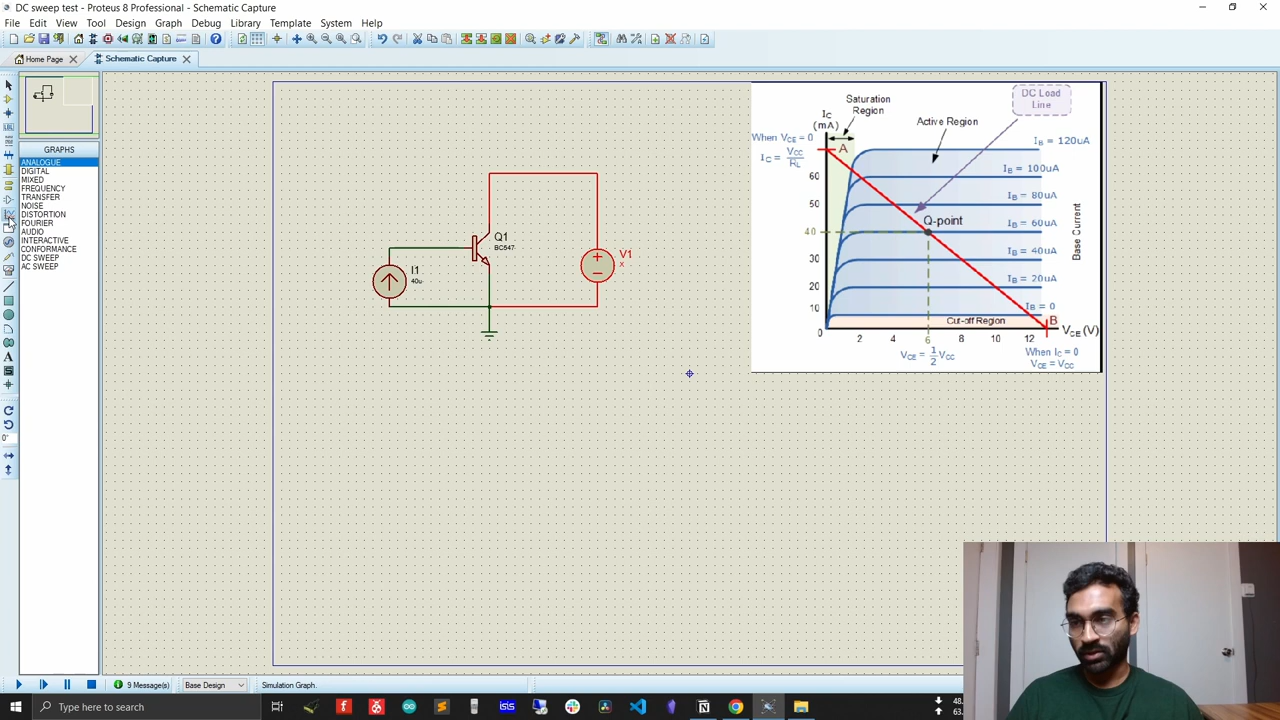 DC sweep test - Proteus 8 Professional - Schematic Capture
File Edit View Tool Design Graph Debug Library Template System Help
Home Page
Schematic Capture
GRAPHS
ANALOGUE
DIGITAL
MIXED
FREQUENCY
TRANSFER
NOISE
DISTORTION
FOURIER
AUDIO
INTERACTIVE
CONFORMANCE
DC SWEEP
AC SWEEP
0°
Q1
BC547
I1
40u
V1
x
Saturation
Region
DC Load
Line
IC
(mA)
Active Region
When VCE = 0
IC = VCC
RL
A
IB = 120uA
IB = 100uA
IB = 80uA
IB = 60uA
IB = 40uA
IB = 20uA
IB = 0
60
50
40
30
20
10
0
Q-point
Base Current
Cut-off Region
B
VCE (V)
2 4 6 8 10 12
VCE = 1/2 VCC
When IC = 0
VCE = VCC
9 Message(s)
Base Design
Simulation Graph.
Type here to search
isis